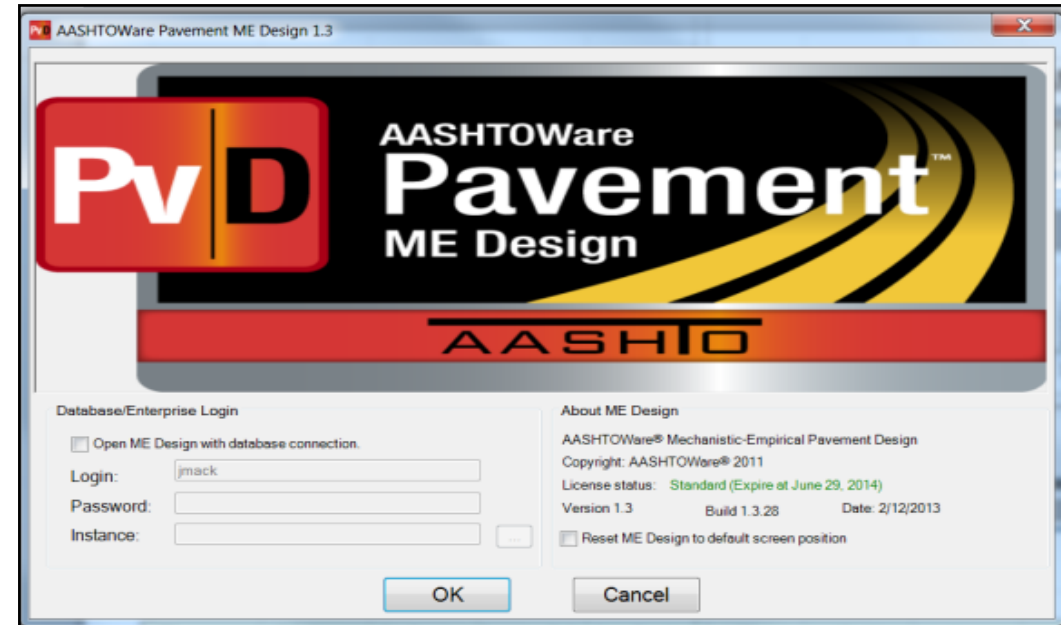 AASHTOWare Pavement ME Design 1.3
PvD
AASHTOWare
Pavement™
ME Design
AASHTO
Database/Enterprise Login
Open ME Design with database connection.
Login: jmack
Password:
Instance:
...
About ME Design
AASHTOWare® Mechanistic-Empirical Pavement Design
Copyright: AASHTOWare® 2011
License status: Standard (Expire at June 29, 2014)
Version 1.3 Build 1.3.28 Date: 2/12/2013
Reset ME Design to default screen position
OK Cancel